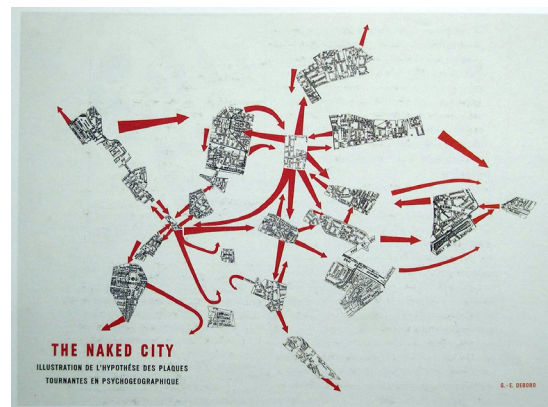 THE NAKED CITY
ILLUSTRATION DE L'HYPOTHÈSE DES PLAQUES
TOURNANTES EN PSYCHOGEOGRAPHIQUE
G.-E. DEBORD